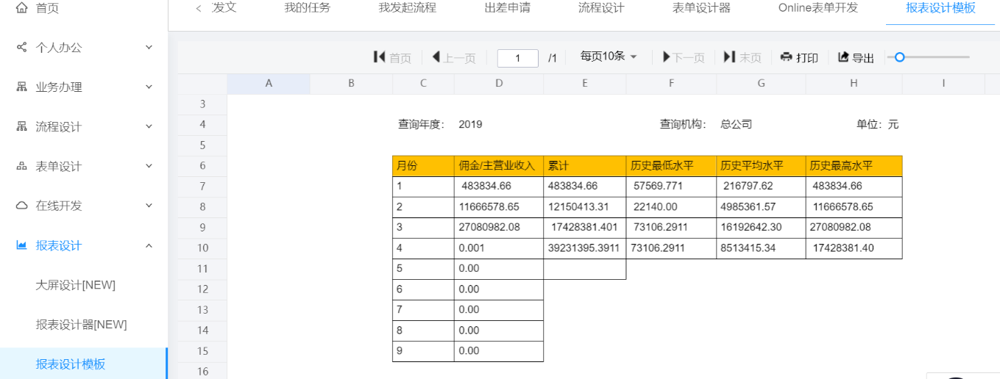 首页
个人办公
业务办理
流程设计
表单设计
在线开发
报表设计
大屏设计[NEW]
报表设计器[NEW]
报表设计模板
< 发文 我的任务 我发起流程 出差申请 流程设计 表单设计器 Online表单开发 报表设计模板
首页 上一页 1 /1 每页10条 下一页 末页 打印 导出
A B C D E F G H I
3
4 查询年度： 2019 查询机构： 总公司 单位：元
5
6 月份 佣金/主营业收入 累计 历史最低水平 历史平均水平 历史最高水平
7 1 483834.66 483834.66 57569.771 216797.62 483834.66
8 2 11666578.65 12150413.31 22140.00 4985361.57 11666578.65
9 3 27080982.08 17428381.401 73106.2911 16192642.30 27080982.08
10 4 0.001 39231395.3911 73106.2911 8513415.34 17428381.40
11 5 0.00
12 6 0.00
13 7 0.00
14 8 0.00
15 9 0.00
16